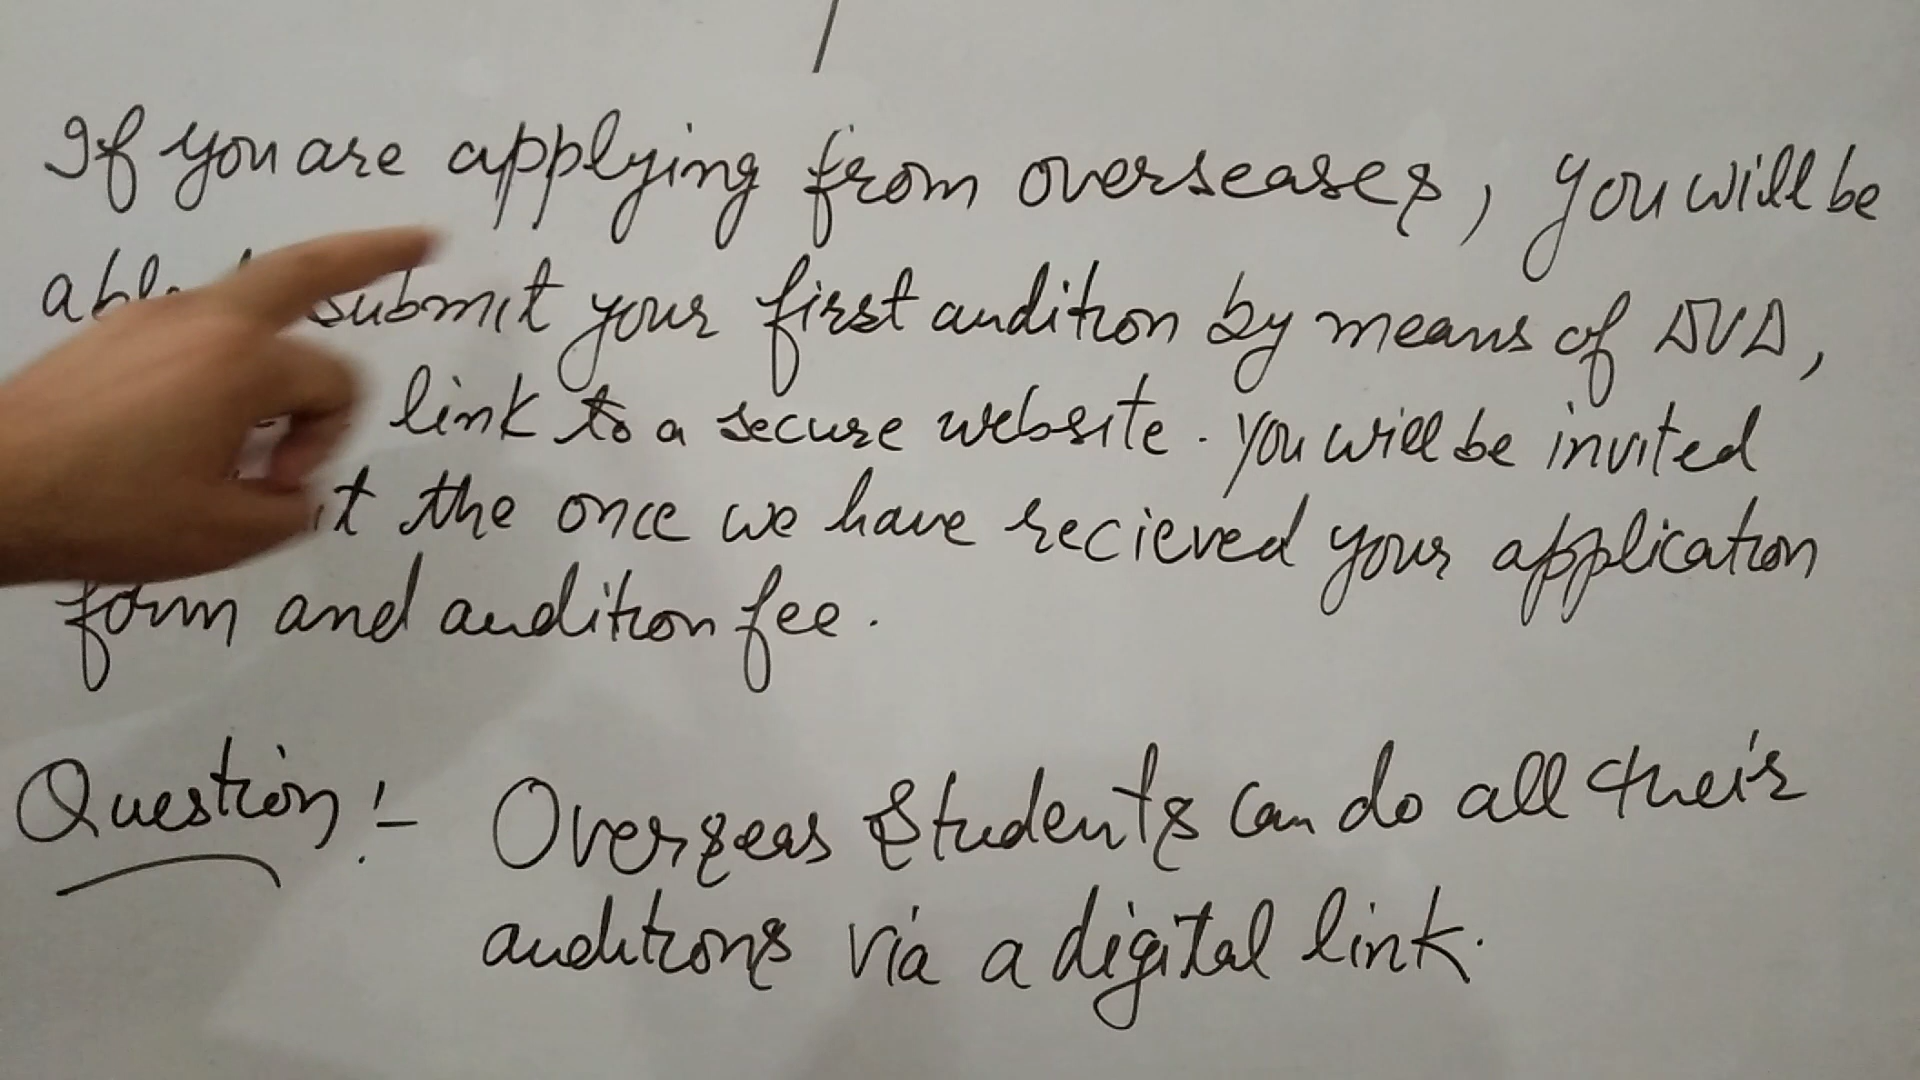 If you are applying from overseases, you will be
submit your first audition by means of DVD,
link to a secure website. You will be invited
the once we have recieved your application
form and audition fee.
Question :- Overseas Students can do all their
auditions via a digital link.